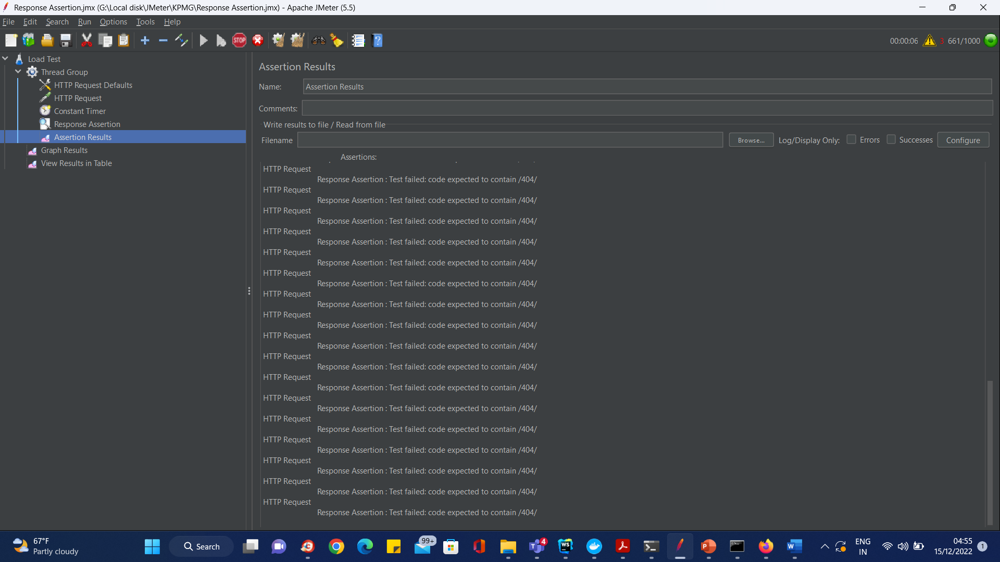 Response Assertion.jmx (G:\Local disk\JMeter\KPMG\Response Assertion.jmx) - Apache JMeter (5.5)
File Edit Search Run Options Tools Help
STOP 00:00:06 3 661/1000
Load Test
Thread Group
HTTP Request Defaults
HTTP Request
Constant Timer
Response Assertion
Assertion Results
Graph Results
View Results in Table
Assertion Results
Name: Assertion Results
Comments:
Write results to file / Read from file
Filename Browse... Log/Display Only: Errors Successes Configure
Assertions:
HTTP Request
Response Assertion : Test failed: code expected to contain /404/
HTTP Request
Response Assertion : Test failed: code expected to contain /404/
HTTP Request
Response Assertion : Test failed: code expected to contain /404/
HTTP Request
Response Assertion : Test failed: code expected to contain /404/
HTTP Request
Response Assertion : Test failed: code expected to contain /404/
HTTP Request
Response Assertion : Test failed: code expected to contain /404/
HTTP Request
Response Assertion : Test failed: code expected to contain /404/
HTTP Request
Response Assertion : Test failed: code expected to contain /404/
HTTP Request
Response Assertion : Test failed: code expected to contain /404/
HTTP Request
Response Assertion : Test failed: code expected to contain /404/
HTTP Request
Response Assertion : Test failed: code expected to contain /404/
HTTP Request
Response Assertion : Test failed: code expected to contain /404/
HTTP Request
Response Assertion : Test failed: code expected to contain /404/
HTTP Request
Response Assertion : Test failed: code expected to contain /404/
HTTP Request
Response Assertion : Test failed: code expected to contain /404/
HTTP Request
Response Assertion : Test failed: code expected to contain /404/
HTTP Request
Response Assertion : Test failed: code expected to contain /404/
67°F
Partly cloudy
Search
99+
4
WS
ENG
IN
04:55
15/12/2022
1